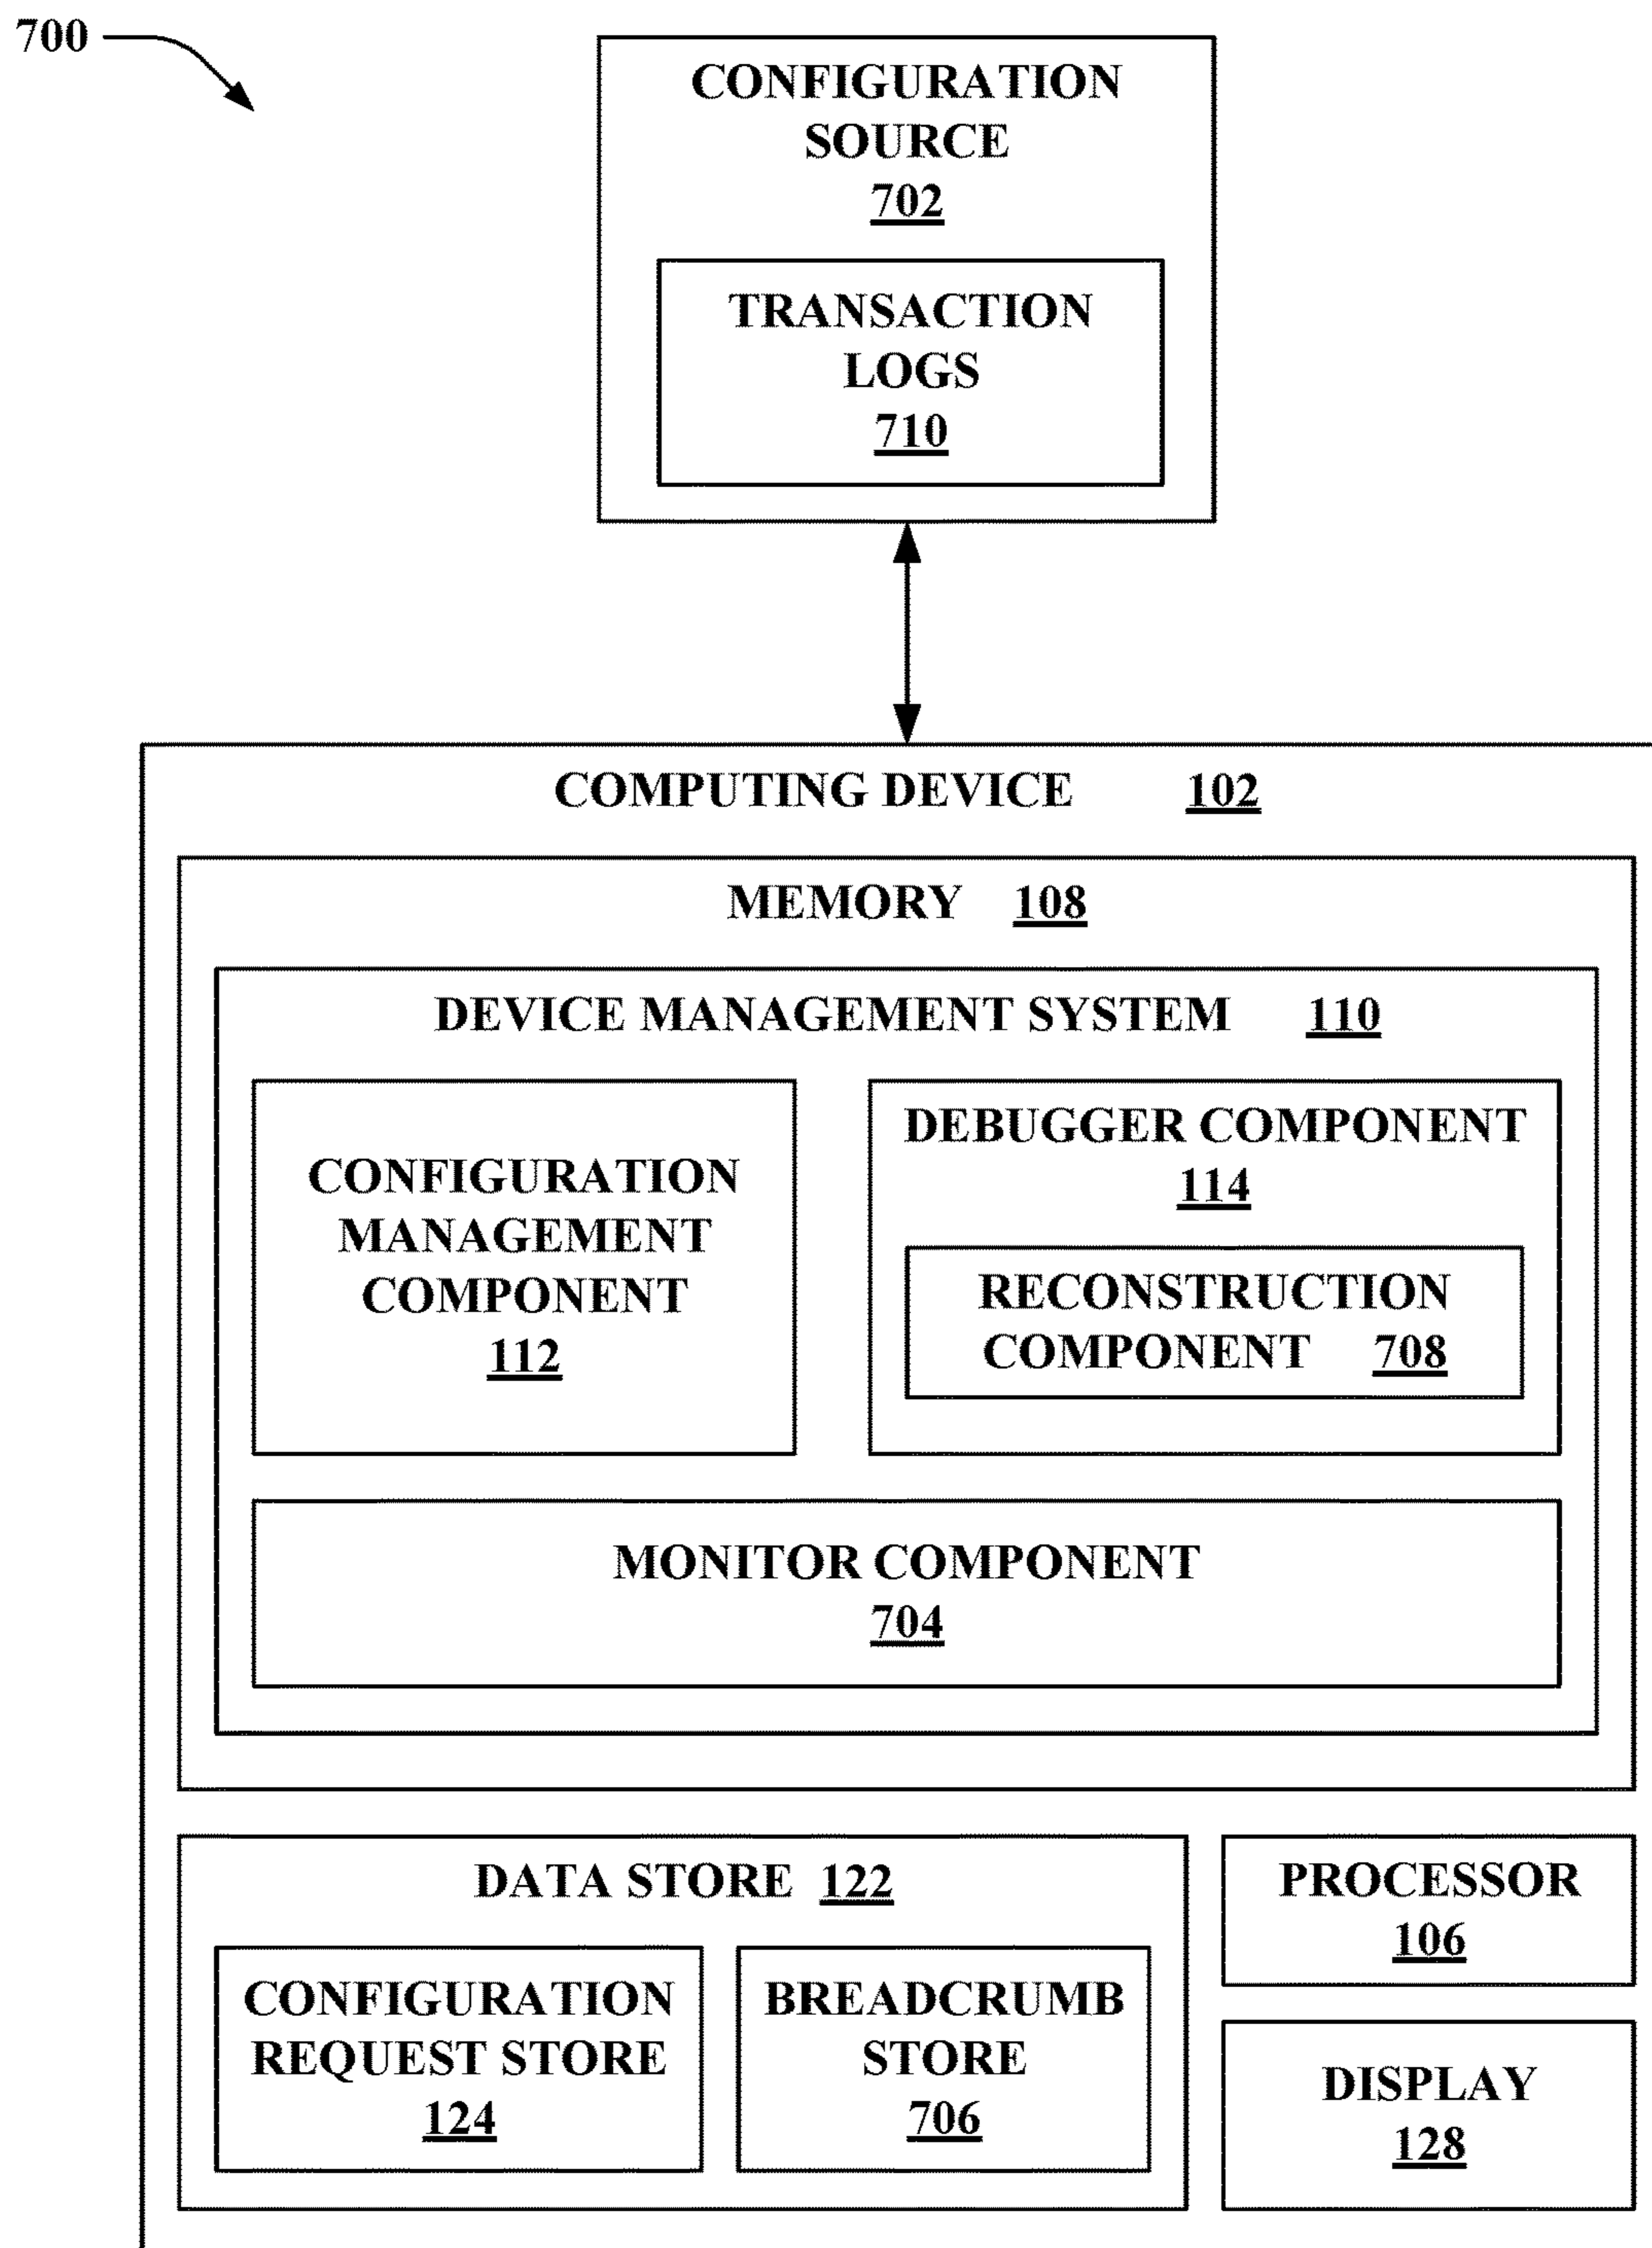 700
CONFIGURATION
SOURCE
702
TRANSACTION
LOGS
710
COMPUTING DEVICE 102
MEMORY 108
DEVICE MANAGEMENT SYSTEM 110
CONFIGURATION
MANAGEMENT
COMPONENT
112
DEBUGGER COMPONENT
114
RECONSTRUCTION
COMPONENT 708
MONITOR COMPONENT
704
DATA STORE 122
CONFIGURATION
REQUEST STORE
124
BREADCRUMB
STORE
706
PROCESSOR
106
DISPLAY
128